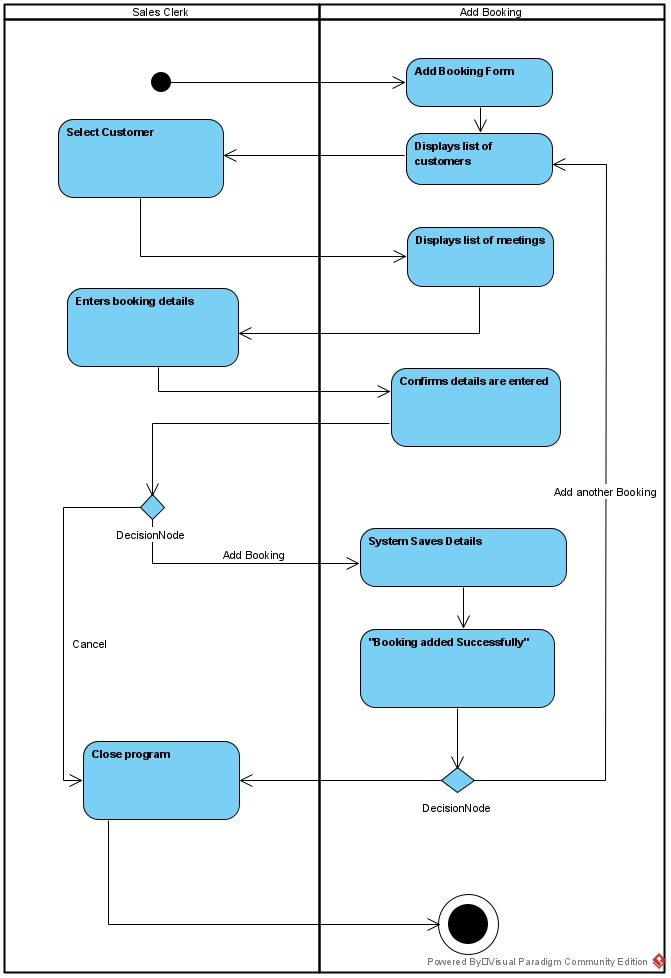 Sales Clerk
Add Booking
Add Booking Form
Select Customer
Displays list of
customers
Displays list of meetings
Enters booking details
Confirms details are entered
Add another Booking
DecisionNode
System Saves Details
Add Booking
Cancel
"Booking added Successfully"
Close program
DecisionNode
Powered By Visual Paradigm Community Edition